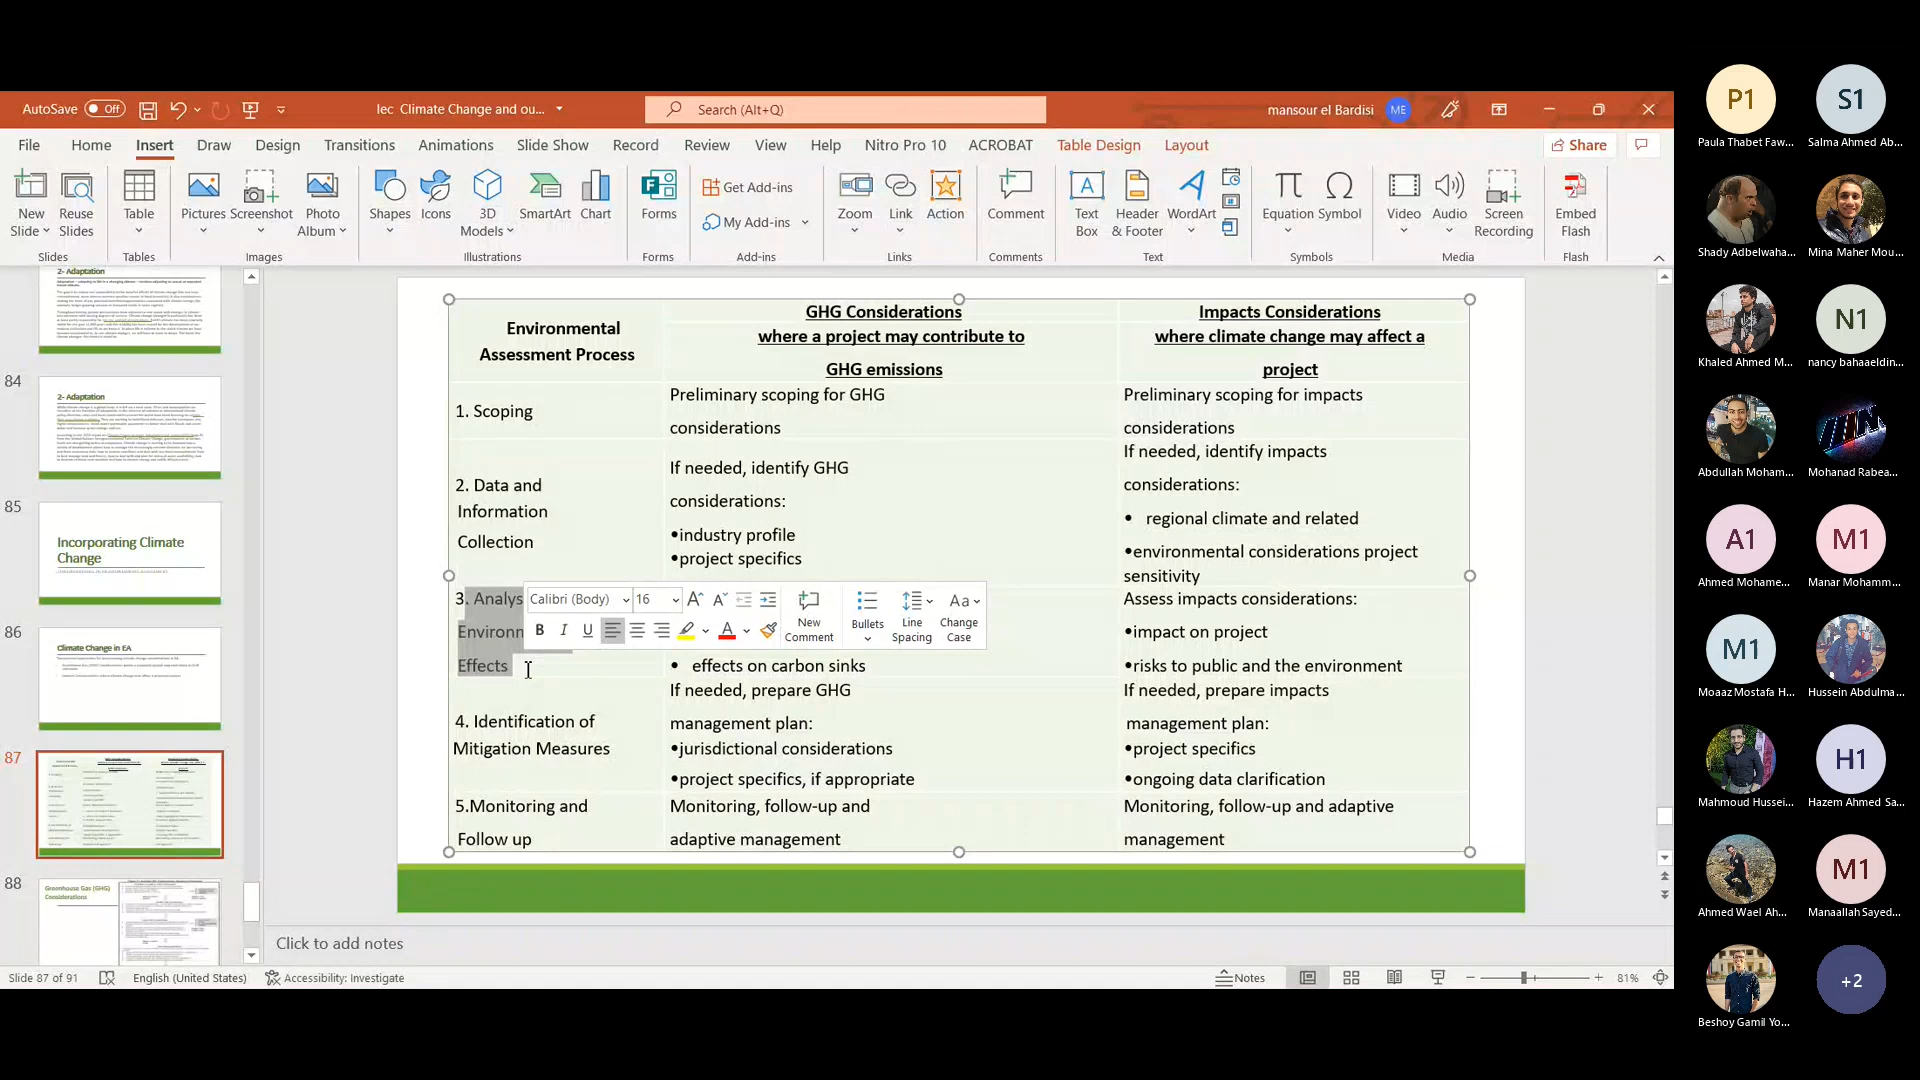 AutoSave Off
lec Climate Change and ou...
Search (Alt+Q)
mansour el Bardisi ME
File Home Insert Draw Design Transitions Animations Slide Show Record Review View Help Nitro Pro 10 ACROBAT Table Design Layout Share
New Slide
Reuse Slides
Table
Pictures
Screenshot
Photo Album
Shapes
Icons
3D Models
SmartArt
Chart
Forms
Get Add-ins
My Add-ins
Zoom
Link
Action
Comment
Text Box
Header & Footer
WordArt
Equation
Symbol
Video
Audio
Screen Recording
Embed Flash
Slides Tables Images Illustrations Forms Add-ins Links Comments Text Symbols Media Flash
2- Adaptation
84
2- Adaptation
85
Incorporating Climate
Change
86
Climate Change in EA
87
88
Greenhouse Gas (GHG)
Considerations
Environmental
Assessment Process
GHG Considerations
where a project may contribute to
GHG emissions
Impacts Considerations
where climate change may affect a
project
1. Scoping
Preliminary scoping for GHG
considerations
Preliminary scoping for impacts
considerations
2. Data and
Information
Collection
If needed, identify GHG
considerations:
•industry profile
•project specifics
If needed, identify impacts
considerations:
• regional climate and related
•environmental considerations project
sensitivity
3. Analys
Environn
Effects
• effects on carbon sinks
Assess impacts considerations:
•impact on project
•risks to public and the environment
Calibri (Body) 16
B I U
New Comment
Bullets
Line Spacing
Change Case
4. Identification of
Mitigation Measures
If needed, prepare GHG
management plan:
•jurisdictional considerations
•project specifics, if appropriate
If needed, prepare impacts
management plan:
•project specifics
•ongoing data clarification
5.Monitoring and
Follow up
Monitoring, follow-up and
adaptive management
Monitoring, follow-up and adaptive
management
Click to add notes
Slide 87 of 91 English (United States) Accessibility: Investigate Notes 81%
P1 S1
Paula Thabet Faw... Salma Ahmed Ab...
Shady Adbelwaha... Mina Maher Mou...
N1
Khaled Ahmed M... nancy bahaaeldin...
Abdullah Moham... Mohanad Rabea...
A1 M1
Ahmed Mohame... Manar Mohamm...
M1
Moaaz Mostafa H... Hussein Abdulma...
H1
Mahmoud Hussei... Hazem Ahmed Sa...
M1
Ahmed Wael Ah... Manaallah Sayed...
+2
Beshoy Gamil Yo...